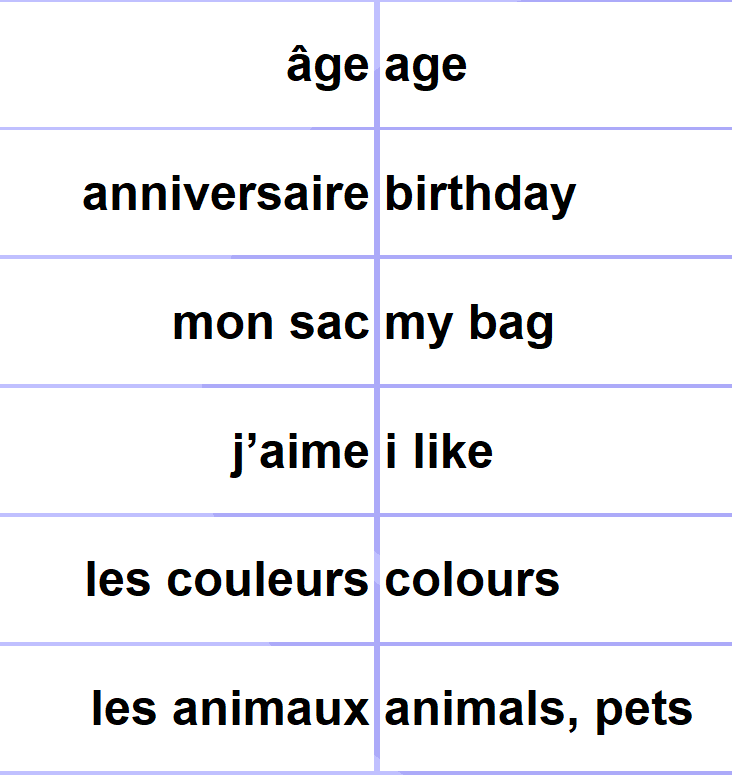 âge age
anniversaire birthday
mon sac my bag
j’aime i like
les couleurs colours
les animaux animals, pets